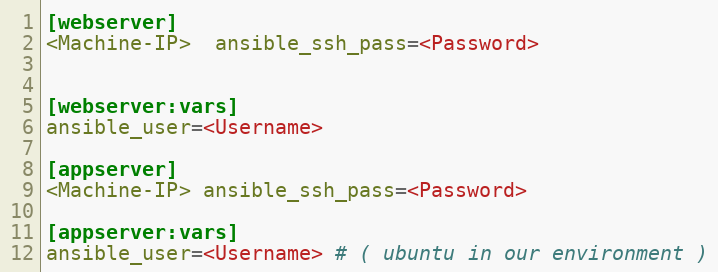 1 [webserver]
2 <Machine-IP>  ansible_ssh_pass=<Password>
3
4
5 [webserver:vars]
6 ansible_user=<Username>
7
8 [appserver]
9 <Machine-IP> ansible_ssh_pass=<Password>
10
11 [appserver:vars]
12 ansible_user=<Username> # ( ubuntu in our environment )